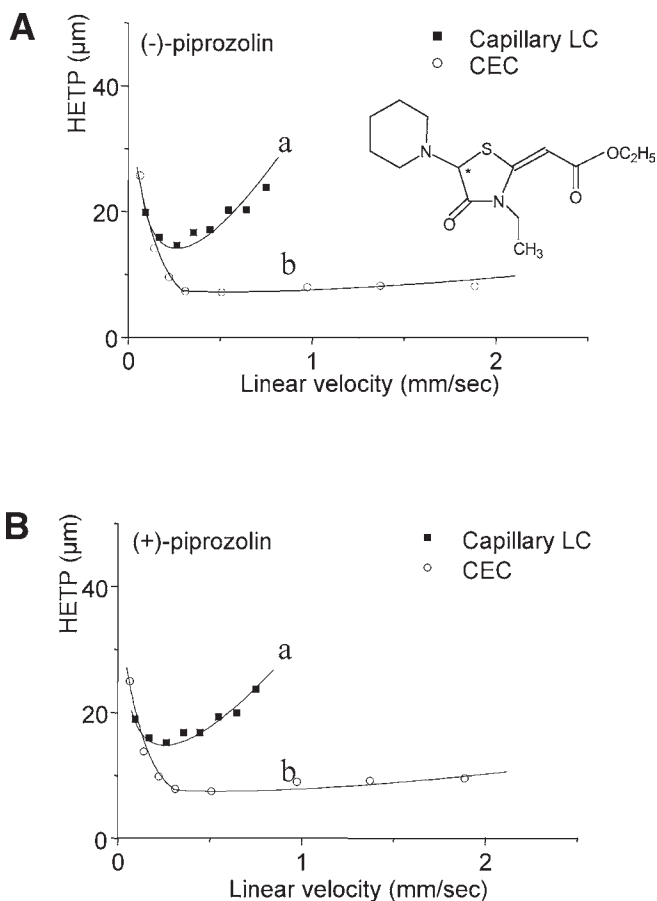 A
HETP (μm)
(-)-piprozolin
Capillary LC
CEC
40
20
0
a
b
N
S
*
OC2H5
O
N
O
CH3
0
1
2
Linear velocity (mm/sec)
B
HETP (μm)
(+)-piprozolin
Capillary LC
CEC
40
20
0
a
b
0
1
2
Linear velocity (mm/sec)